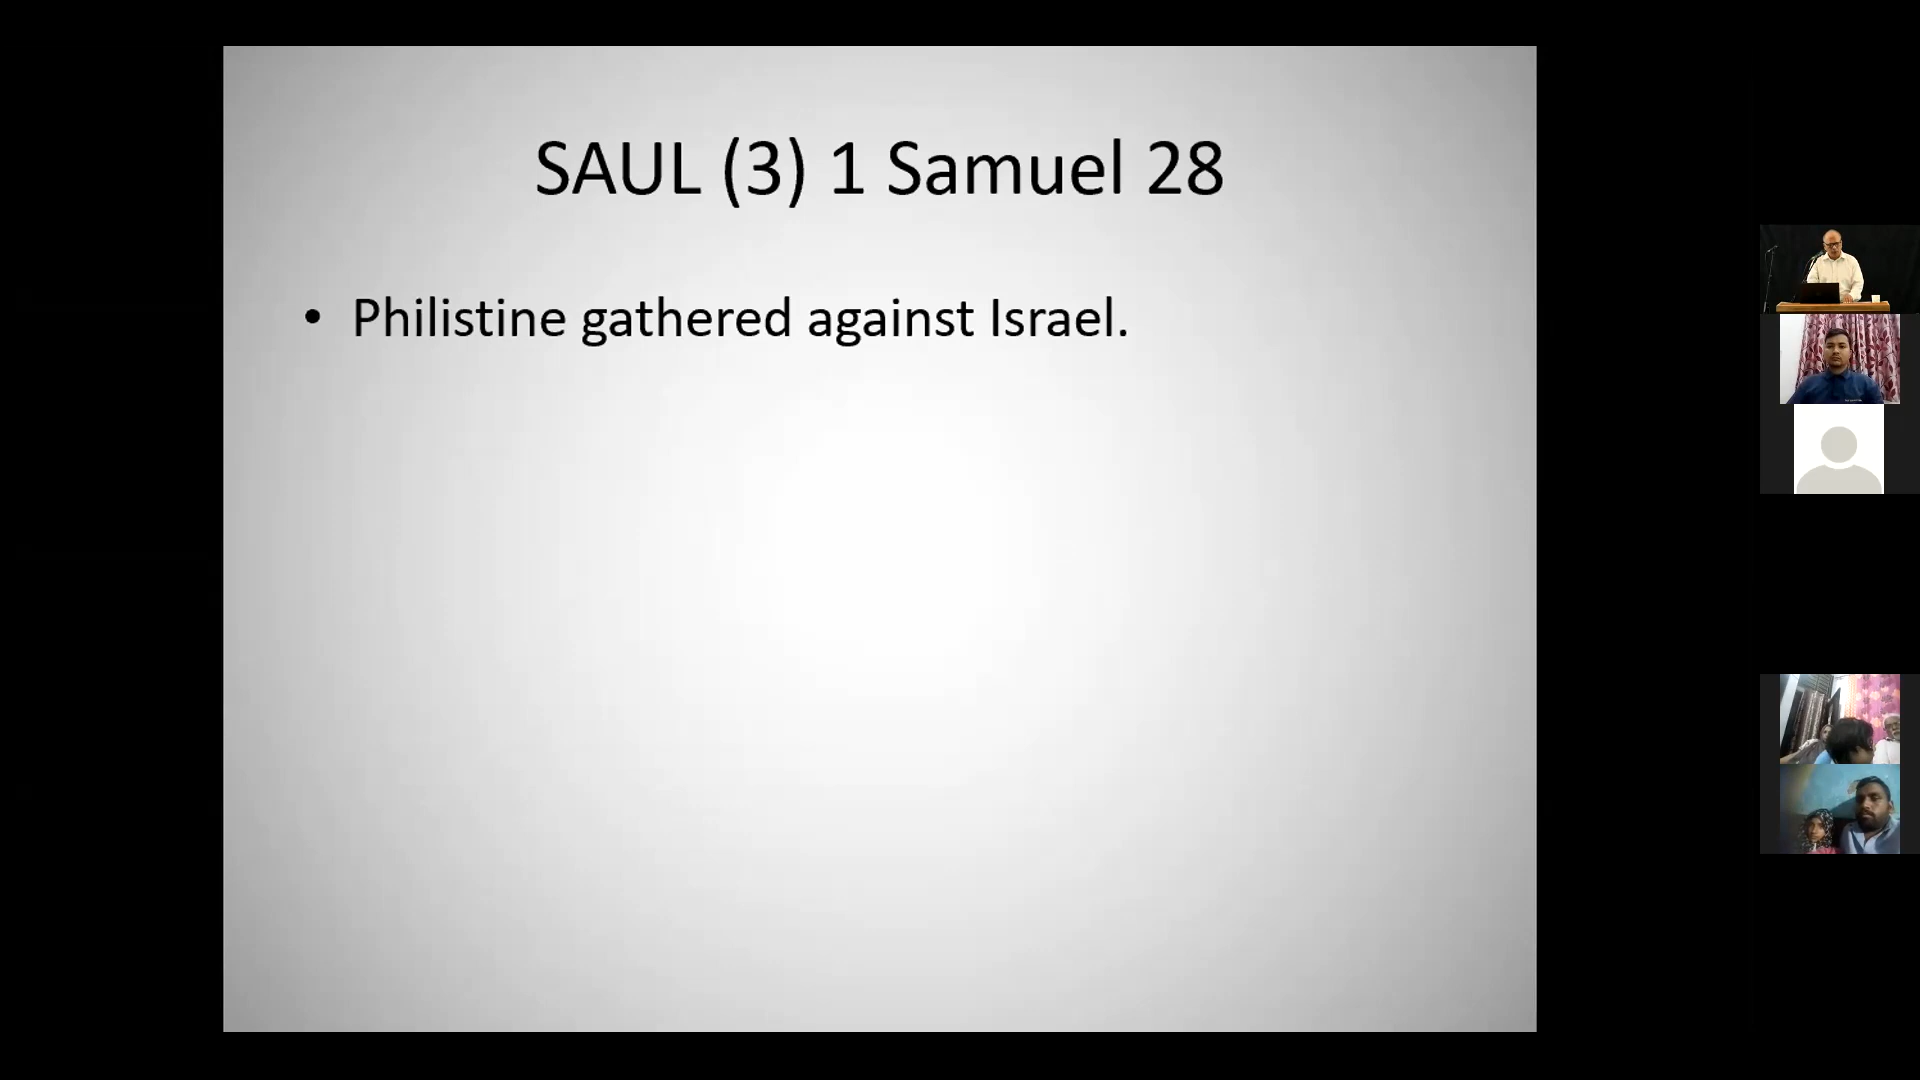 SAUL (3) 1 Samuel 28
• Philistine gathered against Israel.